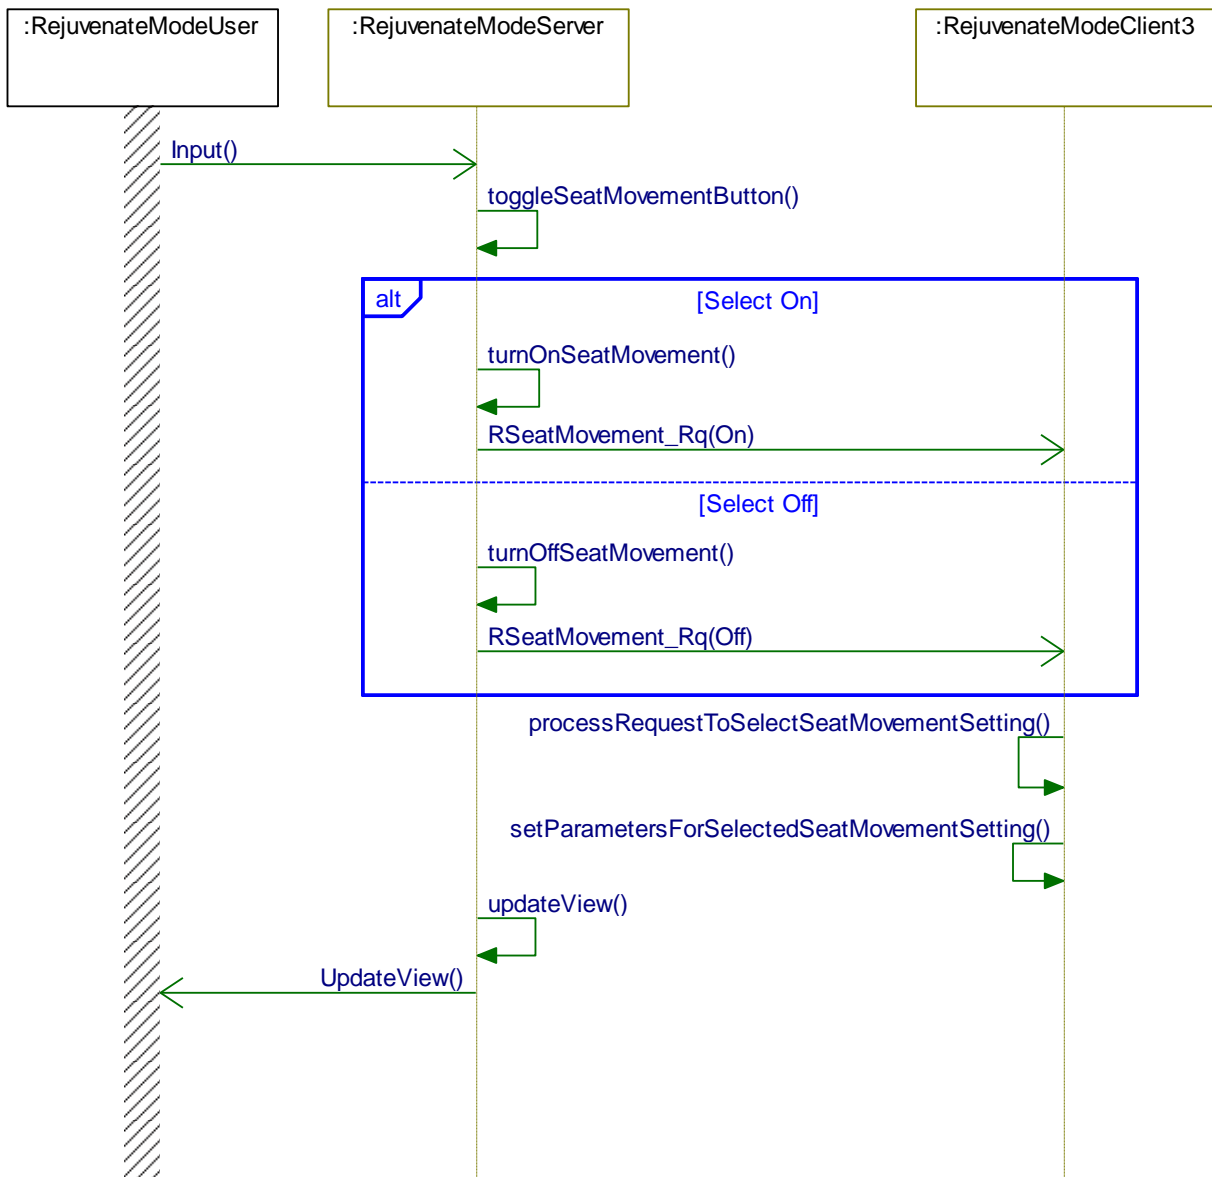 :RejuvenateModeUser
:RejuvenateModeServer
:RejuvenateModeClient3
Input()
toggleSeatMovementButton()
alt
[Select On]
turnOnSeatMovement()
RSeatMovement_Rq(On)
[Select Off]
turnOffSeatMovement()
RSeatMovement_Rq(Off)
processRequestToSelectSeatMovementSetting()
setParametersForSelectedSeatMovementSetting()
updateView()
UpdateView()